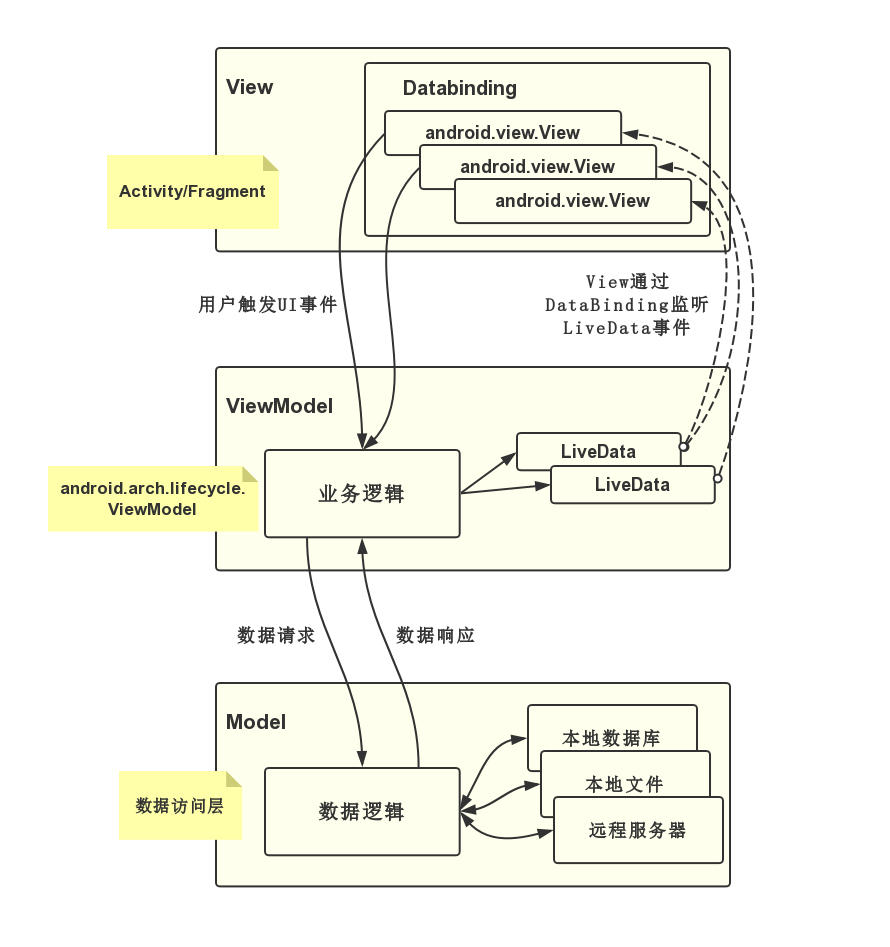 View
Databinding
android.view.View
android.view.View
android.view.View
Activity/Fragment
用户触发UI事件
View通过
DataBinding监听
LiveData事件
ViewModel
android.arch.lifecycle.
ViewModel
业务逻辑
LiveData
LiveData
数据请求
数据响应
Model
数据访问层
数据逻辑
本地数据库
本地文件
远程服务器